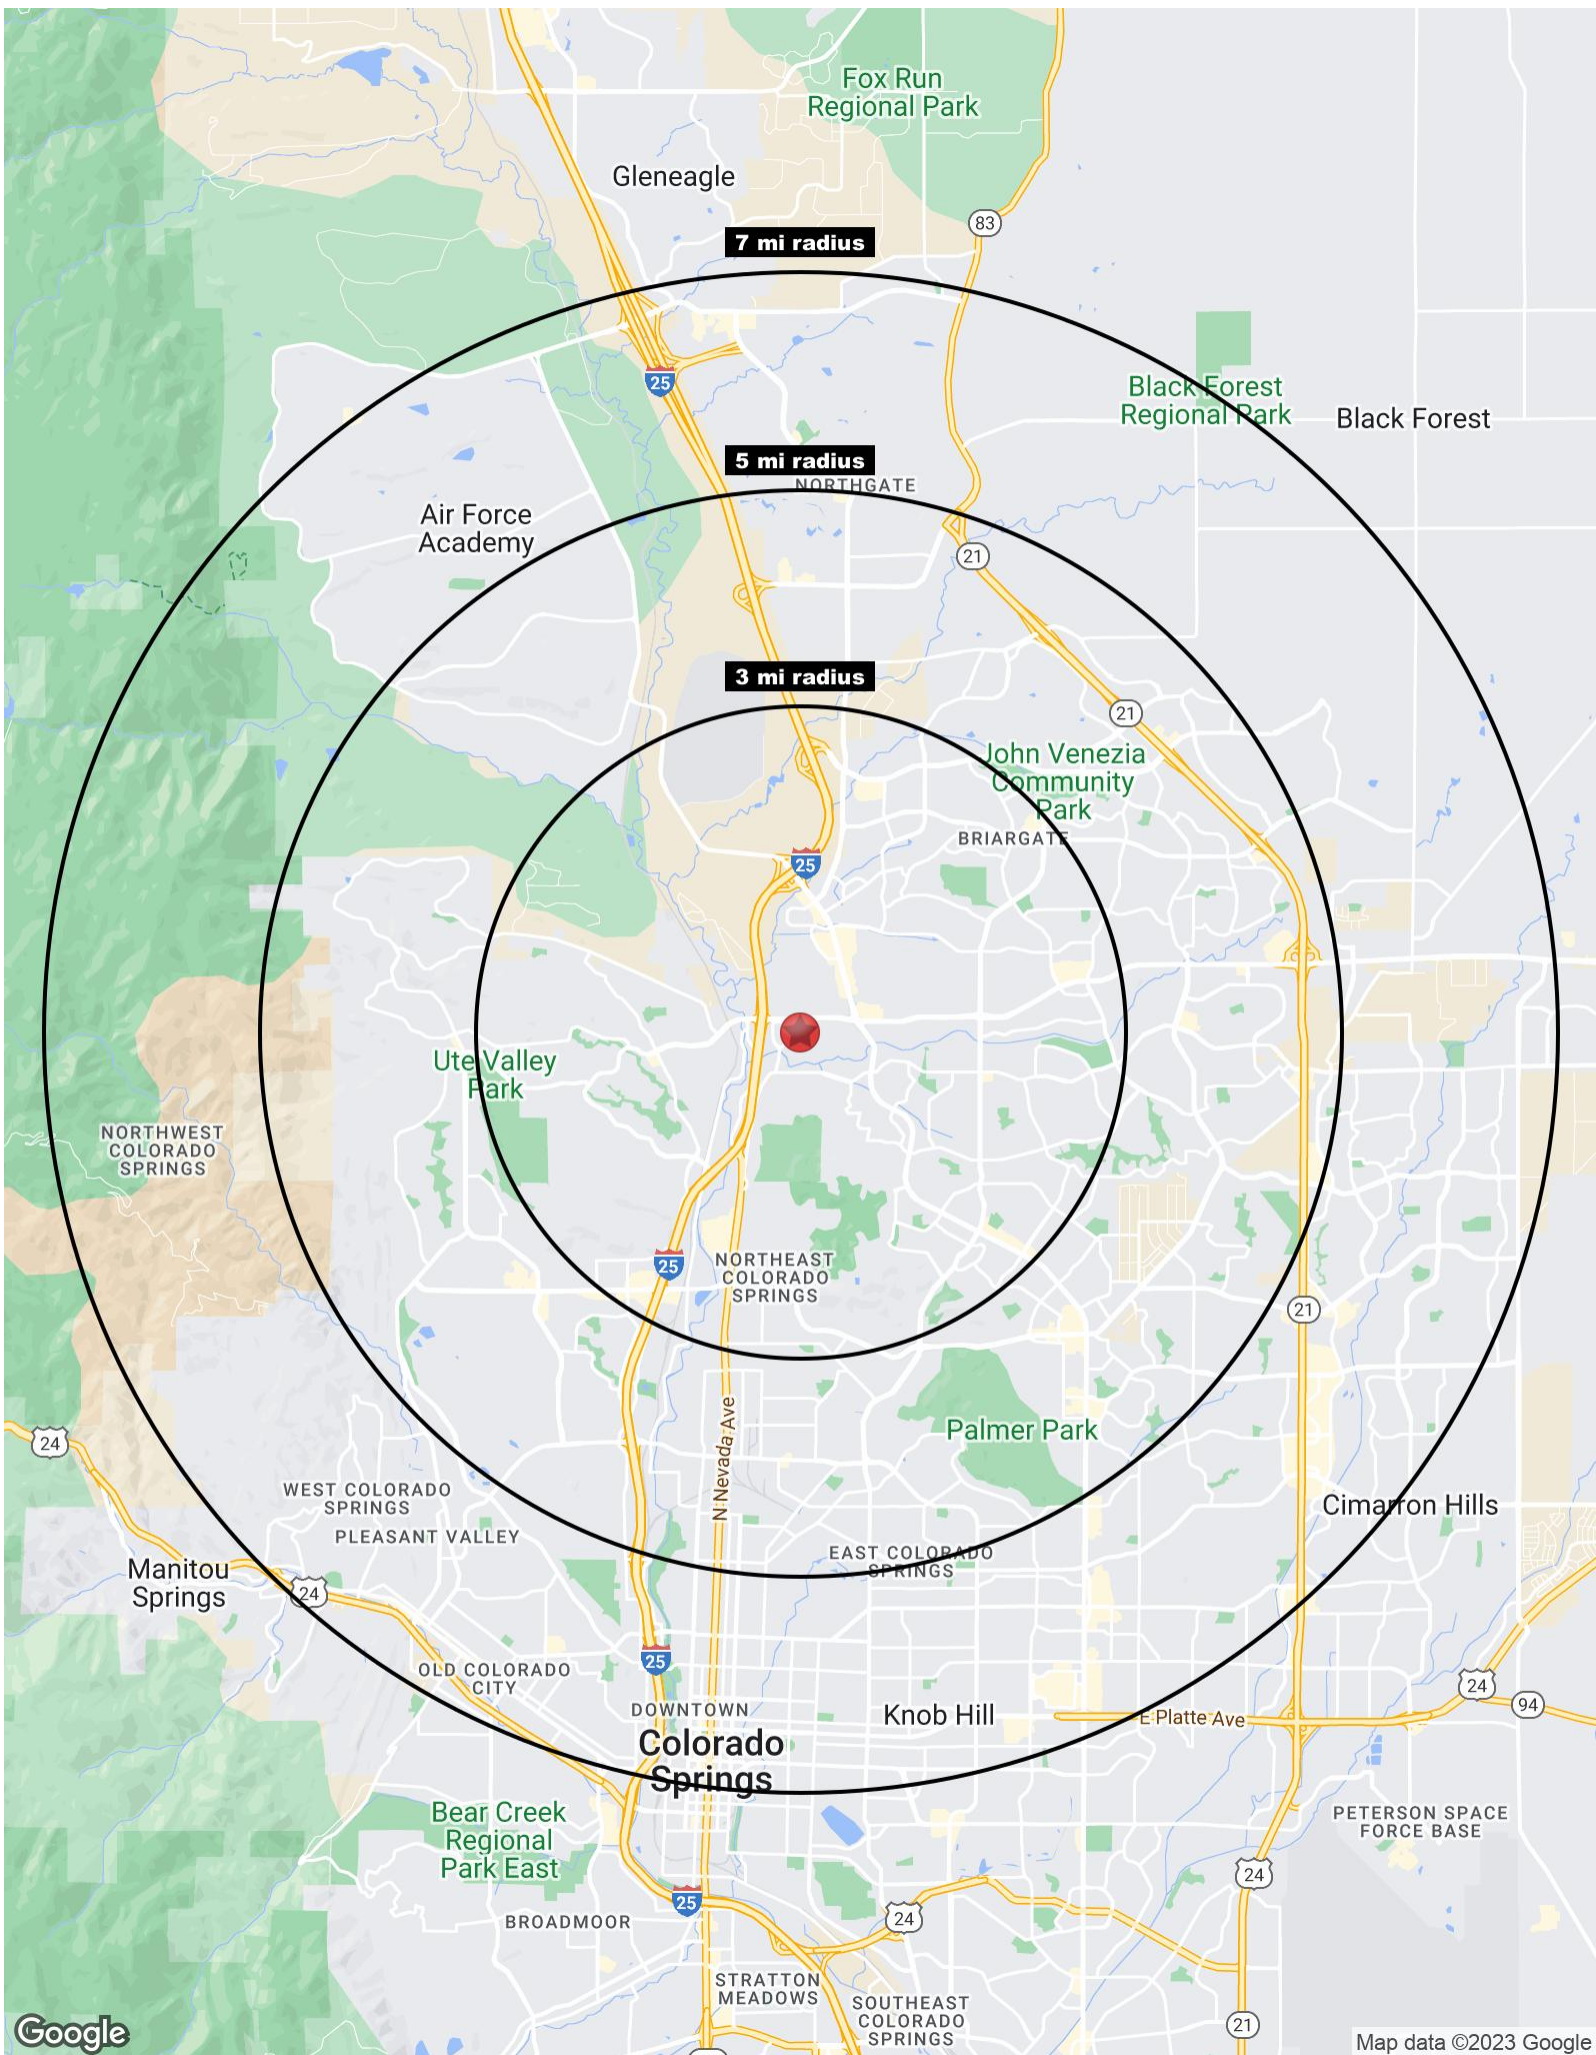 Fox Run
Regional Park
Gleneagle
83
7 mi radius
25
Black Forest
Regional Park
Black Forest
5 mi radius
NORTHGATE
Air Force
Academy
21
3 mi radius
21
John Venezia
Community
Park
BRIARGATE
25
Ute Valley
Park
NORTHWEST
COLORADO
SPRINGS
25
NORTHEAST
COLORADO
SPRINGS
21
N Nevada Ave
Palmer Park
24
WEST COLORADO
SPRINGS
PLEASANT VALLEY
Cimarron Hills
EAST COLORADO
SPRINGS
Manitou
Springs
24
25
OLD COLORADO
CITY
24
94
DOWNTOWN
Colorado
Springs
Knob Hill
E Platte Ave
Bear Creek
Regional
Park East
PETERSON SPACE
FORCE BASE
24
25
24
BROADMOOR
STRATTON
MEADOWS
SOUTHEAST
COLORADO
SPRINGS
21
Google
Map data ©2023 Google